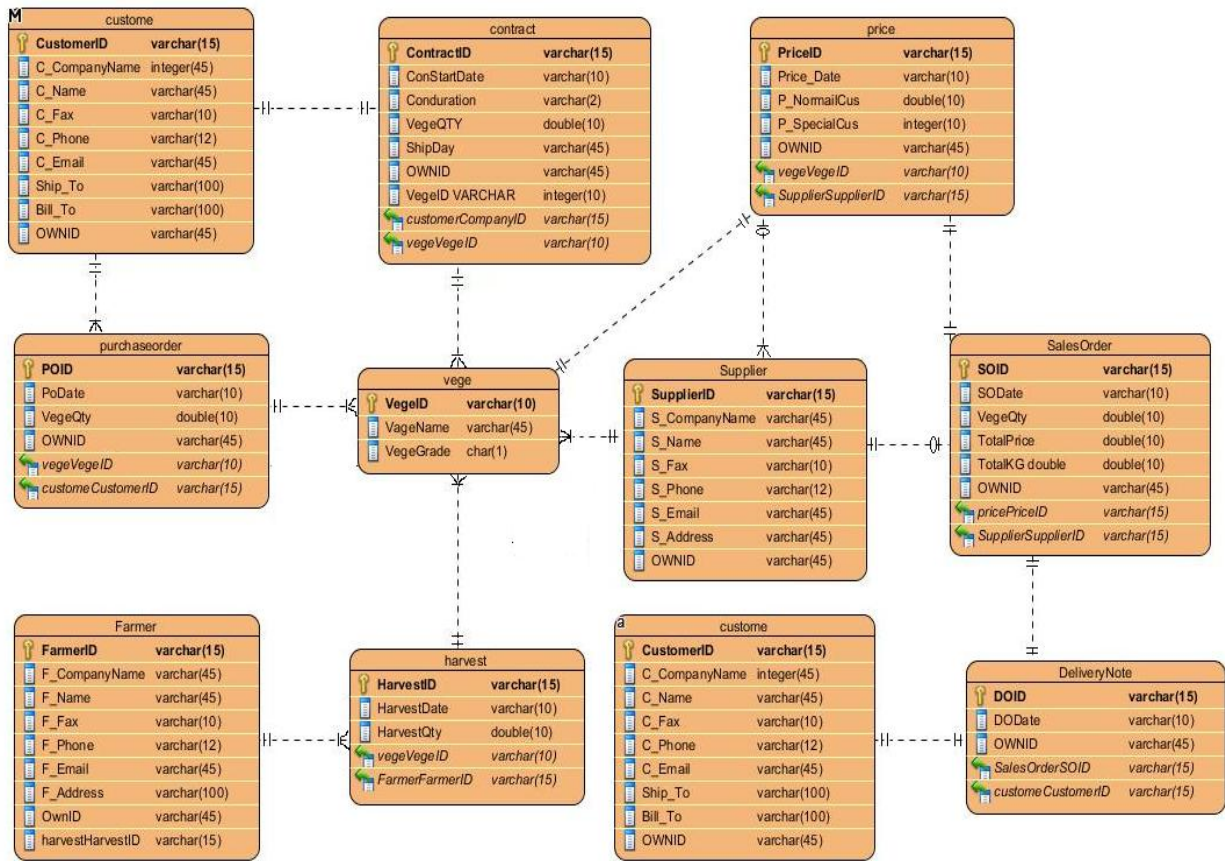 M
custome
CustomerID varchar(15)
C_CompanyName integer(45)
C_Name varchar(45)
C_Fax varchar(10)
C_Phone varchar(12)
C_Email varchar(45)
Ship_To varchar(100)
Bill_To varchar(100)
OWNID varchar(45)
contract
ContractID varchar(15)
ConStartDate varchar(10)
Conduration varchar(2)
VegeQTY double(10)
ShipDay varchar(45)
OWNID varchar(45)
VegeID VARCHAR integer(10)
customerCompanyID varchar(15)
vegeVegeID varchar(10)
price
PriceID varchar(15)
Price_Date varchar(10)
P_NormailCus double(10)
P_SpecialCus integer(10)
OWNID varchar(45)
vegeVegeID varchar(10)
SupplierSupplierID varchar(15)
purchaseorder
POID varchar(15)
PoDate varchar(10)
VegeQty double(10)
OWNID varchar(45)
vegeVegeID varchar(10)
customeCustomerID varchar(15)
vege
VegeID varchar(10)
VageName varchar(45)
VegeGrade char(1)
Supplier
SupplierID varchar(15)
S_CompanyName varchar(45)
S_Name varchar(45)
S_Fax varchar(10)
S_Phone varchar(12)
S_Email varchar(45)
S_Address varchar(45)
OWNID varchar(45)
SalesOrder
SOID varchar(15)
SODate varchar(10)
VegeQty double(10)
TotalPrice double(10)
TotalKG double double(10)
OWNID varchar(45)
pricePriceID varchar(15)
SupplierSupplierID varchar(15)
Farmer
FarmerID varchar(15)
F_CompanyName varchar(45)
F_Name varchar(45)
F_Fax varchar(10)
F_Phone varchar(12)
F_Email varchar(45)
F_Address varchar(100)
OwnID varchar(45)
harvestHarvestID varchar(15)
harvest
HarvestID varchar(15)
HarvestDate varchar(10)
HarvestQty double(10)
vegeVegeID varchar(10)
FarmerFarmerID varchar(15)
a
custome
CustomerID varchar(15)
C_CompanyName integer(45)
C_Name varchar(45)
C_Fax varchar(10)
C_Phone varchar(12)
C_Email varchar(45)
Ship_To varchar(100)
Bill_To varchar(100)
OWNID varchar(45)
DeliveryNote
DOID varchar(15)
DODate varchar(10)
OWNID varchar(45)
SalesOrderSOID varchar(15)
customeCustomerID varchar(15)